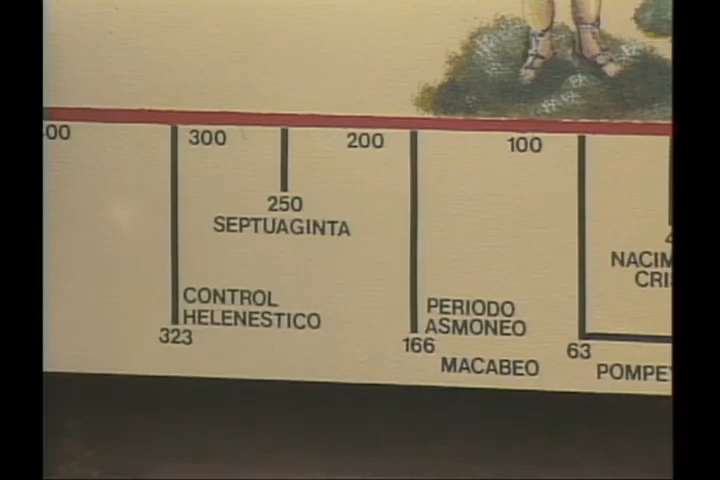 300
200
100
250
SEPTUAGINTA
CONTROL
HELENESTICO
323
PERIODO
ASMONEO
166
MACABEO
63